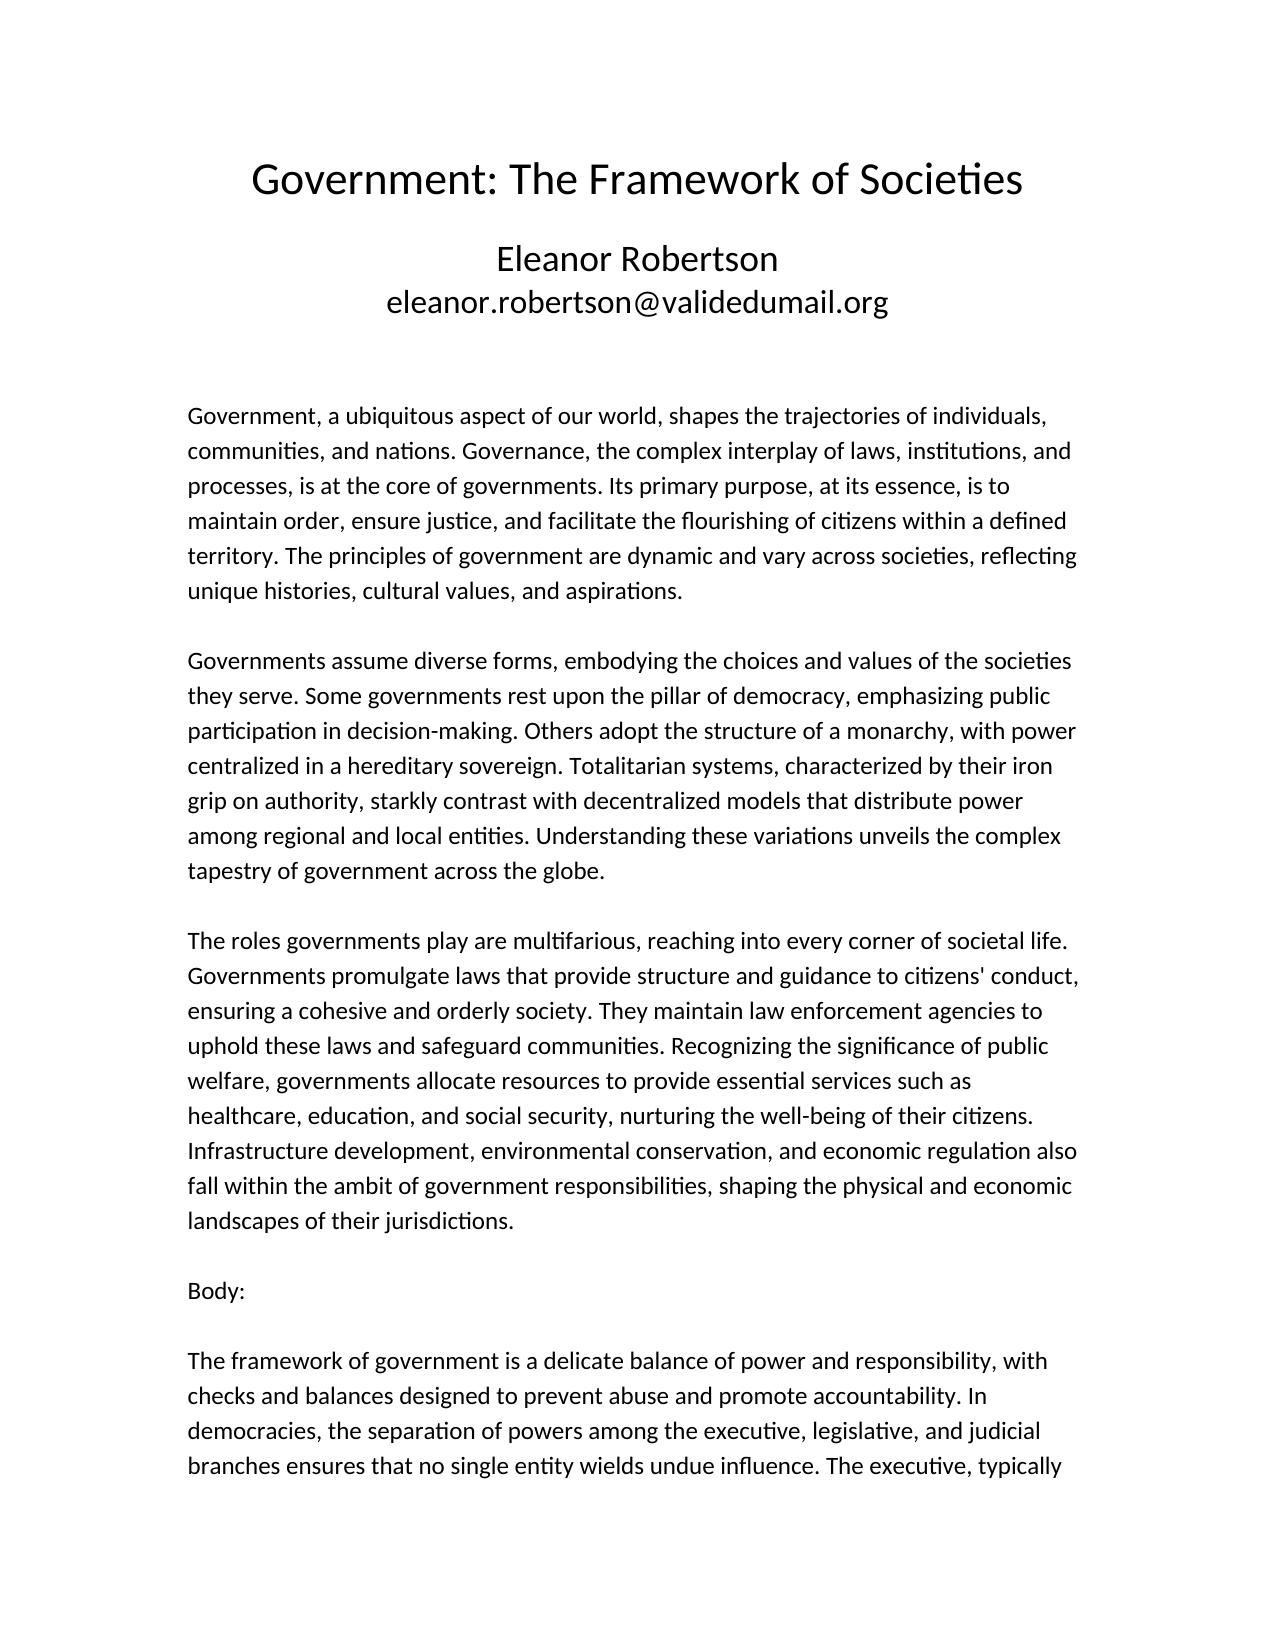 Government: The Framework of Societies
Eleanor Robertson
eleanor.robertson@validedumail.org
Government, a ubiquitous aspect of our world, shapes the trajectories of individuals,
communities, and nations. Governance, the complex interplay of laws, institutions, and
processes, is at the core of governments. Its primary purpose, at its essence, is to
maintain order, ensure justice, and facilitate the flourishing of citizens within a defined
territory. The principles of government are dynamic and vary across societies, reflecting
unique histories, cultural values, and aspirations.
Governments assume diverse forms, embodying the choices and values of the societies
they serve. Some governments rest upon the pillar of democracy, emphasizing public
participation in decision-making. Others adopt the structure of a monarchy, with power
centralized in a hereditary sovereign. Totalitarian systems, characterized by their iron
grip on authority, starkly contrast with decentralized models that distribute power
among regional and local entities. Understanding these variations unveils the complex
tapestry of government across the globe.
The roles governments play are multifarious, reaching into every corner of societal life.
Governments promulgate laws that provide structure and guidance to citizens' conduct,
ensuring a cohesive and orderly society. They maintain law enforcement agencies to
uphold these laws and safeguard communities. Recognizing the significance of public
welfare, governments allocate resources to provide essential services such as
healthcare, education, and social security, nurturing the well-being of their citizens.
Infrastructure development, environmental conservation, and economic regulation also
fall within the ambit of government responsibilities, shaping the physical and economic
landscapes of their jurisdictions.
Body:
The framework of government is a delicate balance of power and responsibility, with
checks and balances designed to prevent abuse and promote accountability. In
democracies, the separation of powers among the executive, legislative, and judicial
branches ensures that no single entity wields undue influence. The executive, typically